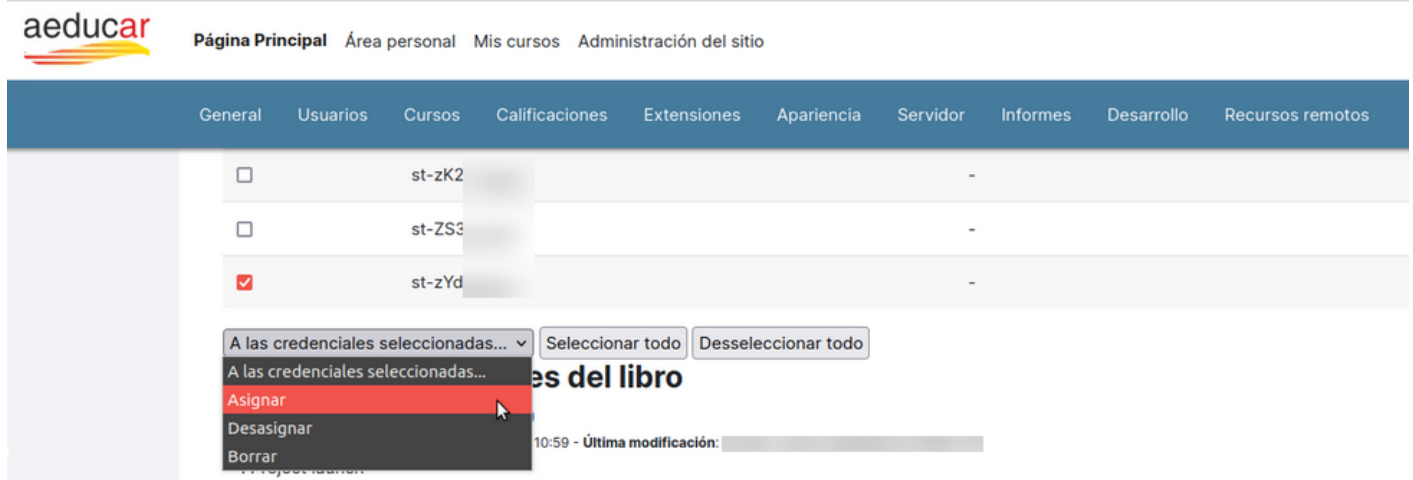 aeducar
Página Principal Área personal Mis cursos Administración del sitio
General Usuarios Cursos Calificaciones Extensiones Apariencia Servidor Informes Desarrollo Recursos remotos
st-zK2 -
st-ZS3 -
st-zYd -
A las credenciales seleccionadas... Seleccionar todo Desseleccionar todo
A las credenciales seleccionadas...
es del libro
Asignar
Desasignar
10:59 - Última modificación:
Borrar